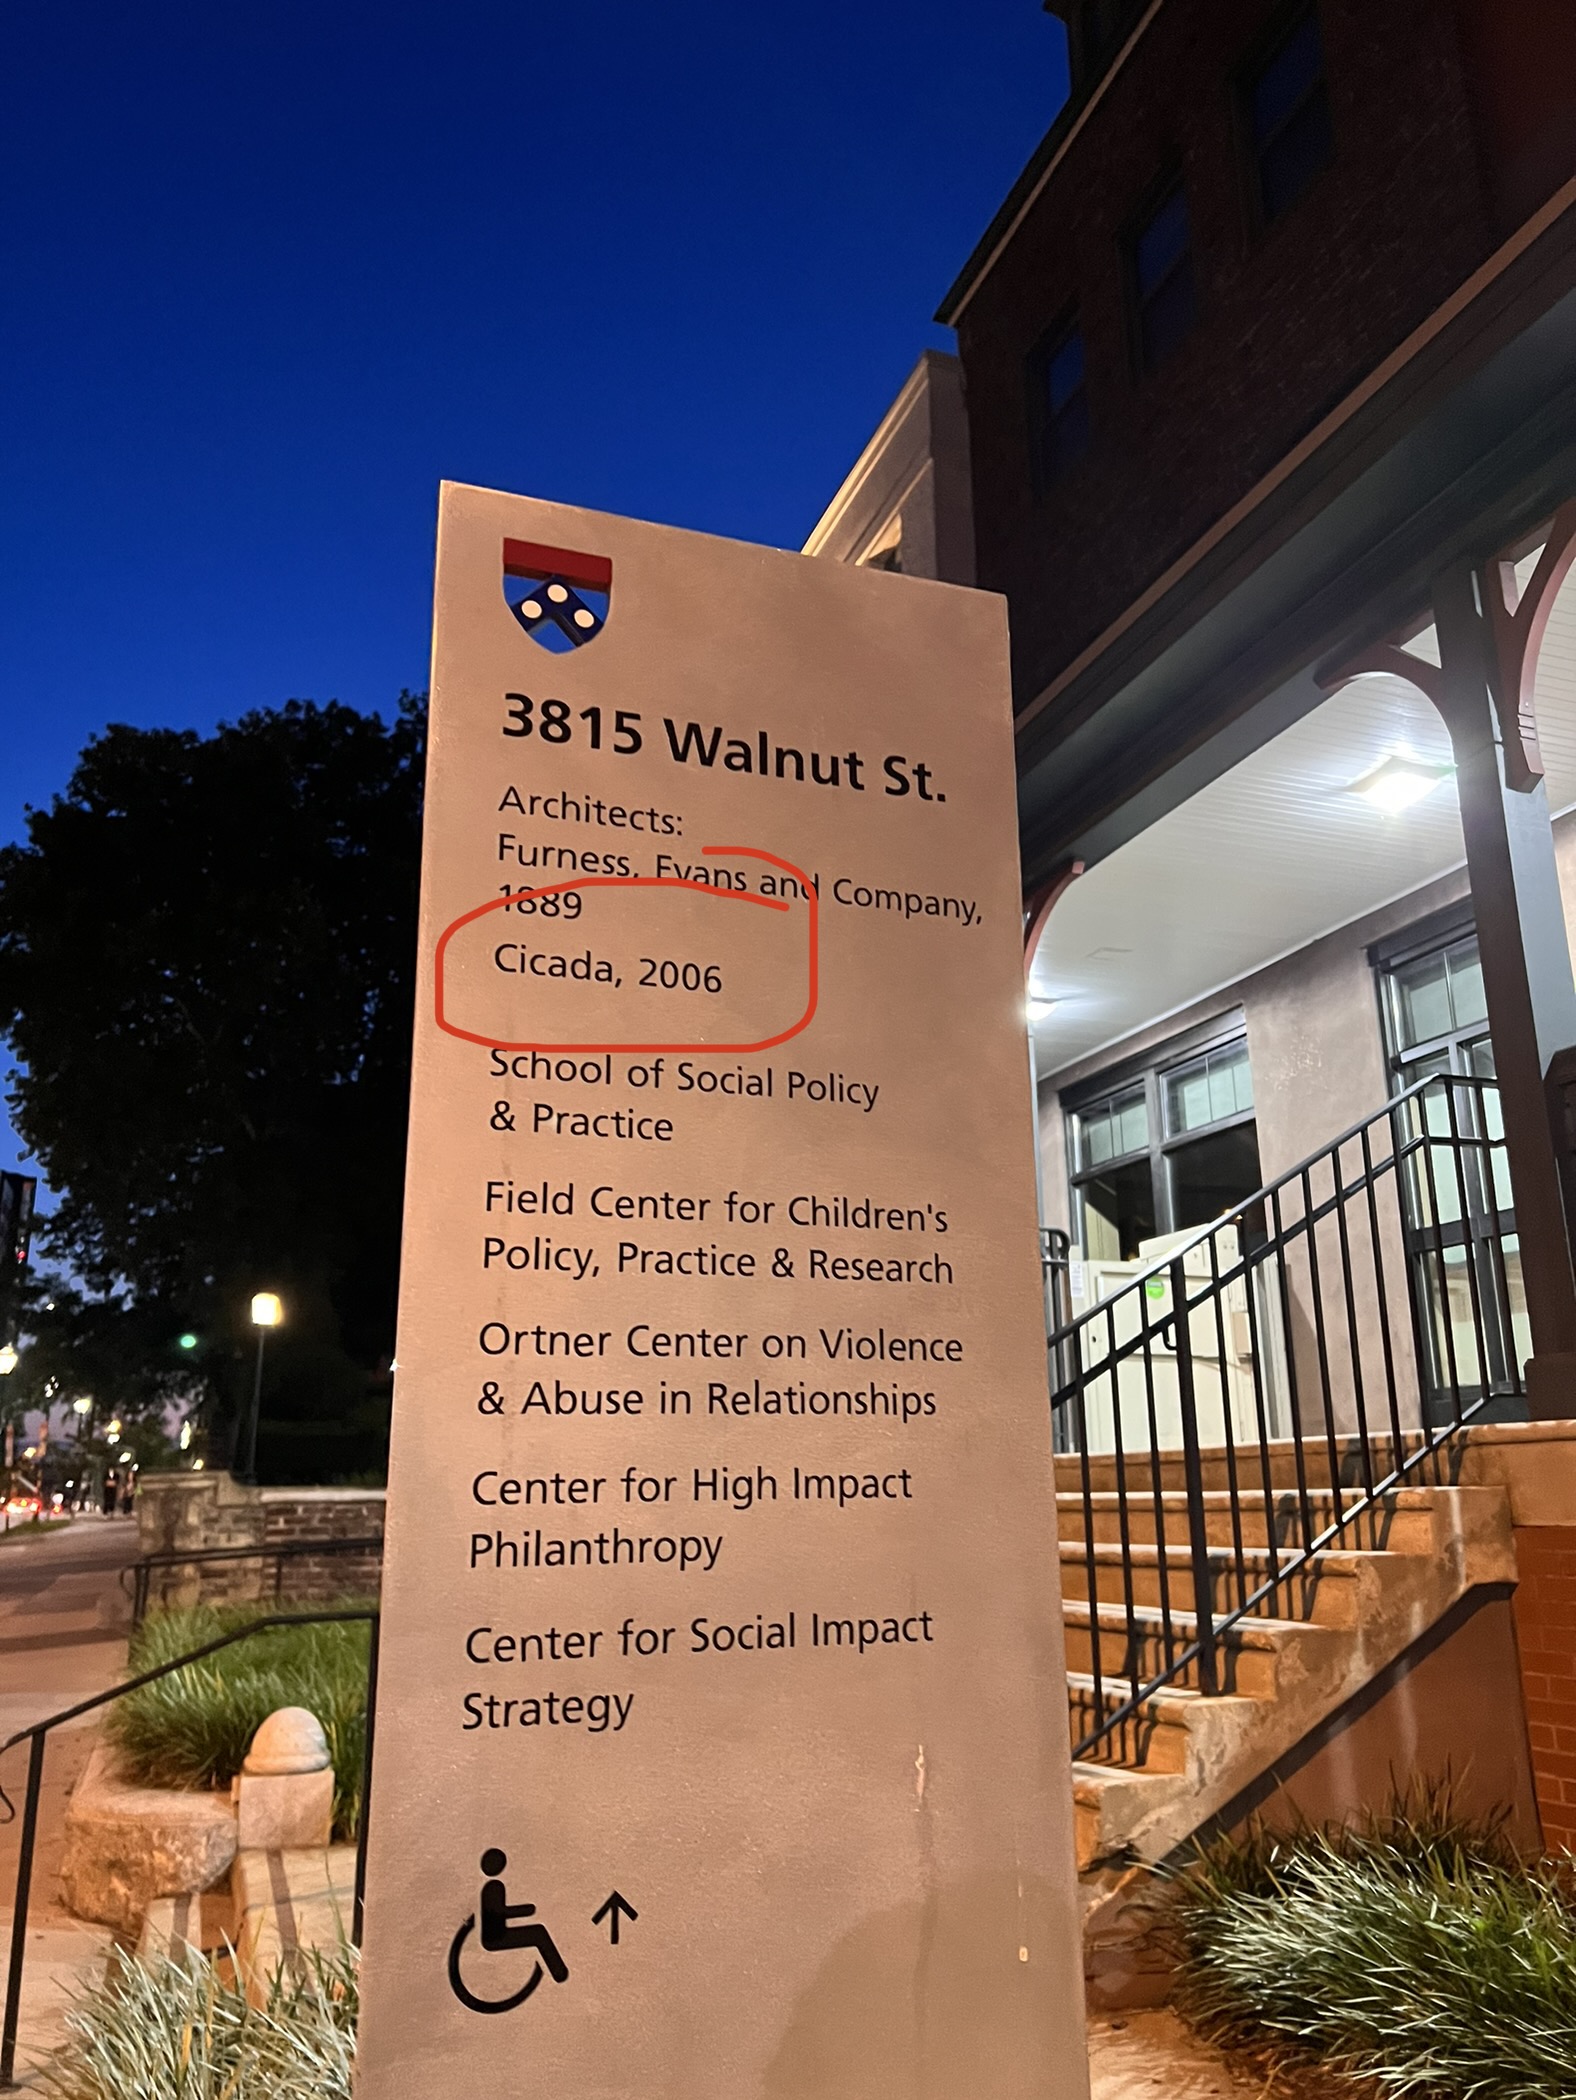 3815 Walnut St.
Architects:
Furness, Evans and Company,
1889
Cicada, 2006
School of Social Policy
& Practice
Field Center for Children's
Policy, Practice & Research
Ortner Center on Violence
& Abuse in Relationships
Center for High Impact
Philanthropy
Center for Social Impact
Strategy